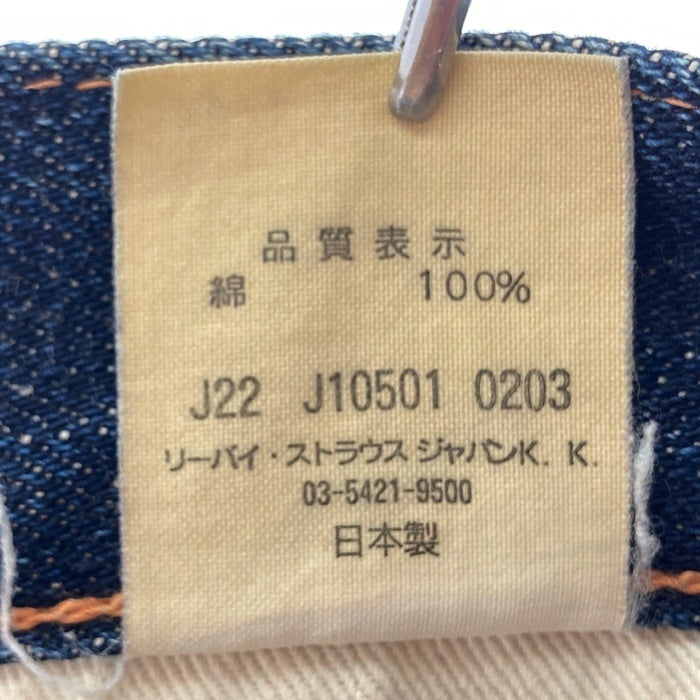 品質表示
綿 100%
J22 J10501 0203
リーバイ・ストラウス ジャパンK. K.
03-5421-9500
日本製